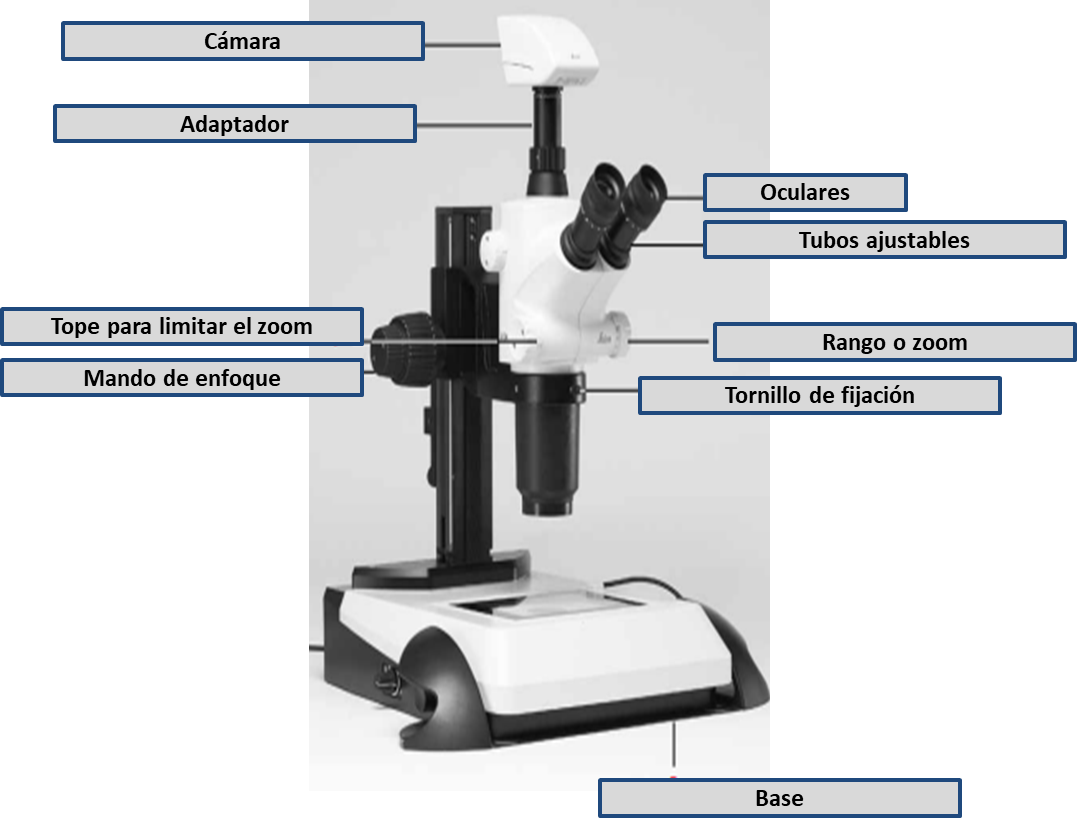 Cámara
Adaptador
Oculares
Tubos ajustables
Tope para limitar el zoom
Rango o zoom
Mando de enfoque
Tornillo de fijación
Base